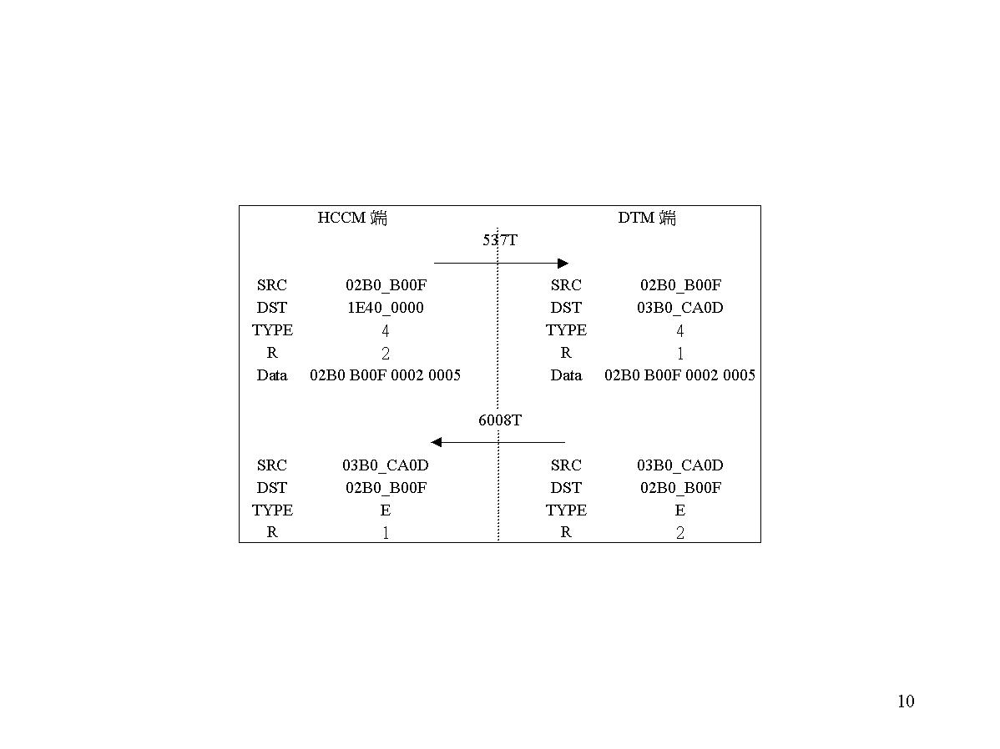 HCCM 端 DTM 端
537T
SRC 02B0_B00F SRC 02B0_B00F
DST 1E40_0000 DST 03B0_CA0D
TYPE 4 TYPE 4
R 2 R 1
Data 02B0 B00F 0002 0005 Data 02B0 B00F 0002 0005
6008T
SRC 03B0_CA0D SRC 03B0_CA0D
DST 02B0_B00F DST 02B0_B00F
TYPE E TYPE E
R 1 R 2
10